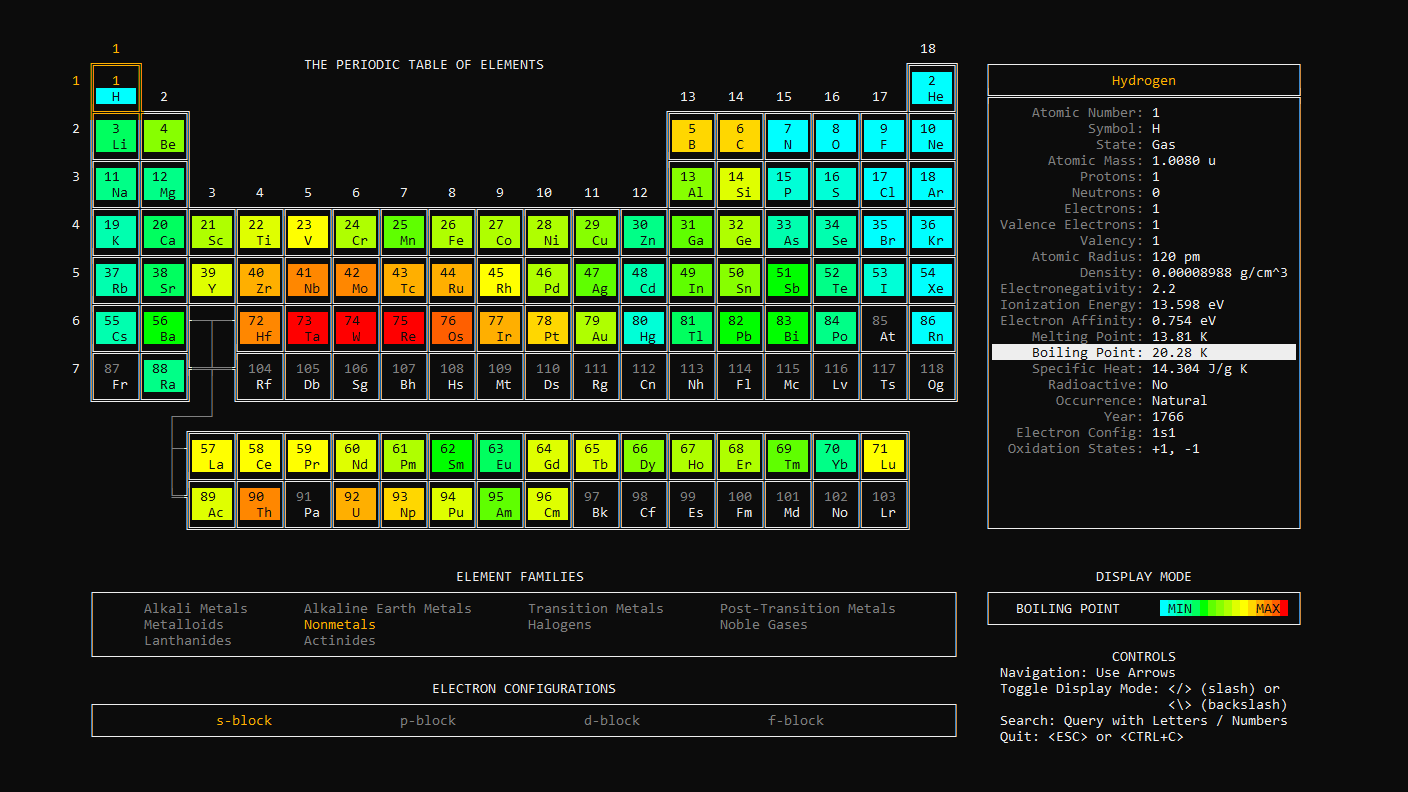 1 18
THE PERIODIC TABLE OF ELEMENTS
1 1 2
H 2 13 14 15 16 17 He
2 3 4 5 6 7 8 9 10
Li Be B C N O F Ne
3 11 12 13 14 15 16 17 18
Na Mg 3 4 5 6 7 8 9 10 11 12 Al Si P S Cl Ar
4 19 20 21 22 23 24 25 26 27 28 29 30 31 32 33 34 35 36
K Ca Sc Ti V Cr Mn Fe Co Ni Cu Zn Ga Ge As Se Br Kr
5 37 38 39 40 41 42 43 44 45 46 47 48 49 50 51 52 53 54
Rb Sr Y Zr Nb Mo Tc Ru Rh Pd Ag Cd In Sn Sb Te I Xe
6 55 56 72 73 74 75 76 77 78 79 80 81 82 83 84 85 86
Cs Ba Hf Ta W Re Os Ir Pt Au Hg Tl Pb Bi Po At Rn
7 87 88 104 105 106 107 108 109 110 111 112 113 114 115 116 117 118
Fr Ra Rf Db Sg Bh Hs Mt Ds Rg Cn Nh Fl Mc Lv Ts Og
57 58 59 60 61 62 63 64 65 66 67 68 69 70 71
La Ce Pr Nd Pm Sm Eu Gd Tb Dy Ho Er Tm Yb Lu
89 90 91 92 93 94 95 96 97 98 99 100 101 102 103
Ac Th Pa U Np Pu Am Cm Bk Cf Es Fm Md No Lr
Hydrogen
Atomic Number: 1
Symbol: H
State: Gas
Atomic Mass: 1.0080 u
Protons: 1
Neutrons: 0
Electrons: 1
Valence Electrons: 1
Valency: 1
Atomic Radius: 120 pm
Density: 0.00008988 g/cm^3
Electronegativity: 2.2
Ionization Energy: 13.598 eV
Electron Affinity: 0.754 eV
Melting Point: 13.81 K
Boiling Point: 20.28 K
Specific Heat: 14.304 J/g K
Radioactive: No
Occurrence: Natural
Year: 1766
Electron Config: 1s1
Oxidation States: +1, -1
ELEMENT FAMILIES
Alkali Metals Alkaline Earth Metals Transition Metals Post-Transition Metals
Metalloids Nonmetals Halogens Noble Gases
Lanthanides Actinides
ELECTRON CONFIGURATIONS
s-block p-block d-block f-block
DISPLAY MODE
BOILING POINT MIN MAX
CONTROLS
Navigation: Use Arrows
Toggle Display Mode: </> (slash) or
<\> (backslash)
Search: Query with Letters / Numbers
Quit: <ESC> or <CTRL+C>